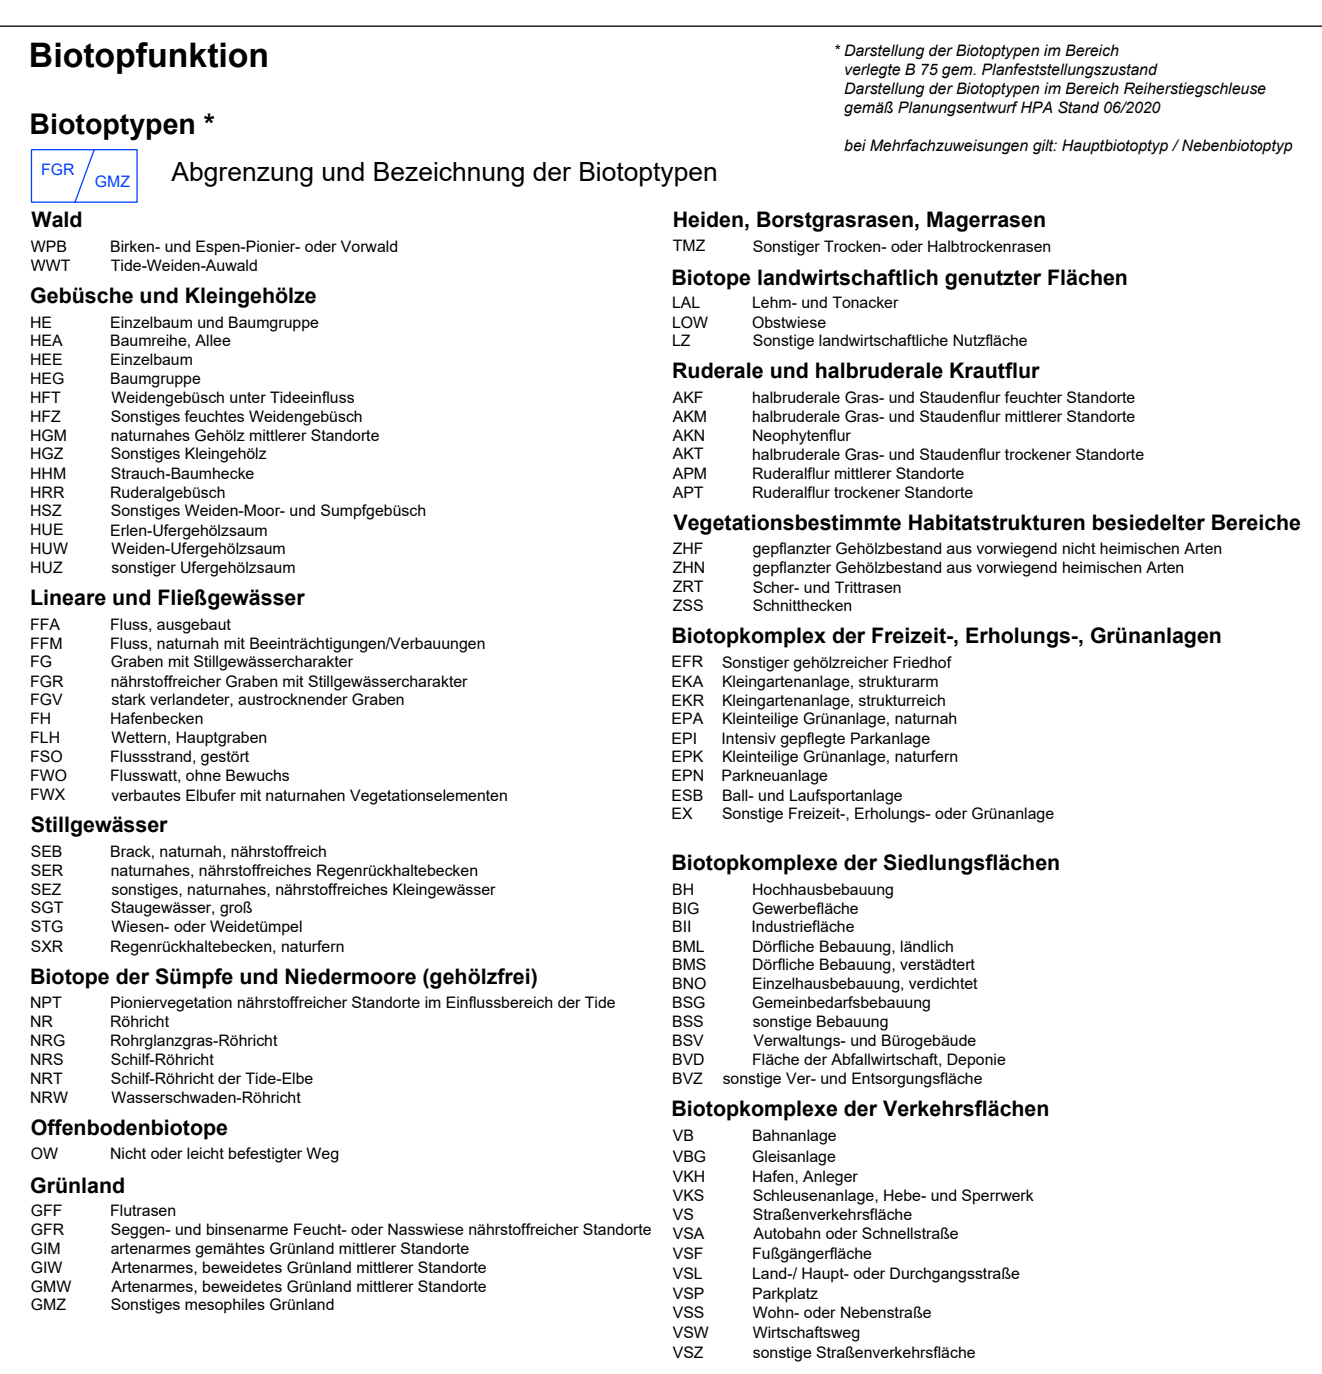 Biotopfunktion
* Darstellung der Biotoptypen im Bereich
verlegte B 75 gem. Planfeststellungszustand
Darstellung der Biotoptypen im Bereich Reiherstiegschleuse
gemäß Planungsentwurf HPA Stand 06/2020
bei Mehrfachzuweisungen gilt: Hauptbiotoptyp / Nebenbiotoptyp
Biotoptypen *
FGR / GMZ Abgrenzung und Bezeichnung der Biotoptypen
Wald
WPB Birken- und Espen-Pionier- oder Vorwald
WWT Tide-Weiden-Auwald
Gebüsche und Kleingehölze
HE Einzelbaum und Baumgruppe
HEA Baumreihe, Allee
HEE Einzelbaum
HEG Baumgruppe
HFT Weidengebüsch unter Tideeinfluss
HFZ Sonstiges feuchtes Weidengebüsch
HGM naturnahes Gehölz mittlerer Standorte
HGZ Sonstiges Kleingehölz
HHM Strauch-Baumhecke
HRR Ruderalgebüsch
HSZ Sonstiges Weiden-Moor- und Sumpfgebüsch
HUE Erlen-Ufergehölzsaum
HUW Weiden-Ufergehölzsaum
HUZ sonstiger Ufergehölzsaum
Lineare und Fließgewässer
FFA Fluss, ausgebaut
FFM Fluss, naturnah mit Beeinträchtigungen/Verbauungen
FG Graben mit Stillgewässercharakter
FGR nährstoffreicher Graben mit Stillgewässercharakter
FGV stark verlandeter, austrocknender Graben
FH Hafenbecken
FLH Wettern, Hauptgraben
FSO Flussstrand, gestört
FWO Flusswatt, ohne Bewuchs
FWX verbautes Elbufer mit naturnahen Vegetationselementen
Stillgewässer
SEB Brack, naturnah, nährstoffreich
SER naturnahes, nährstoffreiches Regenrückhaltebecken
SEZ sonstiges, naturnahes, nährstoffreiches Kleingewässer
SGT Staugewässer, groß
STG Wiesen- oder Weidetümpel
SXR Regenrückhaltebecken, naturfern
Biotope der Sümpfe und Niedermoore (gehölzfrei)
NPT Pioniervegetation nährstoffreicher Standorte im Einflussbereich der Tide
NR Röhricht
NRG Rohrglanzgras-Röhricht
NRS Schilf-Röhricht
NRT Schilf-Röhricht der Tide-Elbe
NRW Wasserschwaden-Röhricht
Offenbodenbiotope
OW Nicht oder leicht befestigter Weg
Grünland
GFF Flutrasen
GFR Seggen- und binsenarme Feucht- oder Nasswiese nährstoffreicher Standorte
GIM artenarmes gemähtes Grünland mittlerer Standorte
GIW Artenarmes, beweidetes Grünland mittlerer Standorte
GMW Artenarmes, beweidetes Grünland mittlerer Standorte
GMZ Sonstiges mesophiles Grünland
Heiden, Borstgrasrasen, Magerrasen
TMZ Sonstiger Trocken- oder Halbtrockenrasen
Biotope landwirtschaftlich genutzter Flächen
LAL Lehm- und Tonacker
LOW Obstwiese
LZ Sonstige landwirtschaftliche Nutzfläche
Ruderale und halbruderale Krautflur
AKF halbruderale Gras- und Staudenflur feuchter Standorte
AKM halbruderale Gras- und Staudenflur mittlerer Standorte
AKN Neophytenflur
AKT halbruderale Gras- und Staudenflur trockener Standorte
APM Ruderalflur mittlerer Standorte
APT Ruderalflur trockener Standorte
Vegetationsbestimmte Habitatstrukturen besiedelter Bereiche
ZHF gepflanzter Gehölzbestand aus vorwiegend nicht heimischen Arten
ZHN gepflanzter Gehölzbestand aus vorwiegend heimischen Arten
ZRT Scher- und Trittrasen
ZSS Schnitthecken
Biotopkomplex der Freizeit-, Erholungs-, Grünanlagen
EFR Sonstiger gehölzreicher Friedhof
EKA Kleingartenanlage, strukturarm
EKR Kleingartenanlage, strukturreich
EPA Kleinteilige Grünanlage, naturnah
EPI Intensiv gepflegte Parkanlage
EPK Kleinteilige Grünanlage, naturfern
EPN Parkneuanlage
ESB Ball- und Laufsportanlage
EX Sonstige Freizeit-, Erholungs- oder Grünanlage
Biotopkomplexe der Siedlungsflächen
BH Hochhausbebauung
BIG Gewerbefläche
BII Industriefläche
BML Dörfliche Bebauung, ländlich
BMS Dörfliche Bebauung, verstädtert
BNO Einzelhausbebauung, verdichtet
BSG Gemeinbedarfsbebauung
BSS sonstige Bebauung
BSV Verwaltungs- und Bürogebäude
BVD Fläche der Abfallwirtschaft, Deponie
BVZ sonstige Ver- und Entsorgungsfläche
Biotopkomplexe der Verkehrsflächen
VB Bahnanlage
VBG Gleisanlage
VKH Hafen, Anleger
VKS Schleusenanlage, Hebe- und Sperrwerk
VS Straßenverkehrsfläche
VSA Autobahn oder Schnellstraße
VSF Fußgängerfläche
VSL Land-/ Haupt- oder Durchgangsstraße
VSP Parkplatz
VSS Wohn- oder Nebenstraße
VSW Wirtschaftsweg
VSZ sonstige Straßenverkehrsfläche